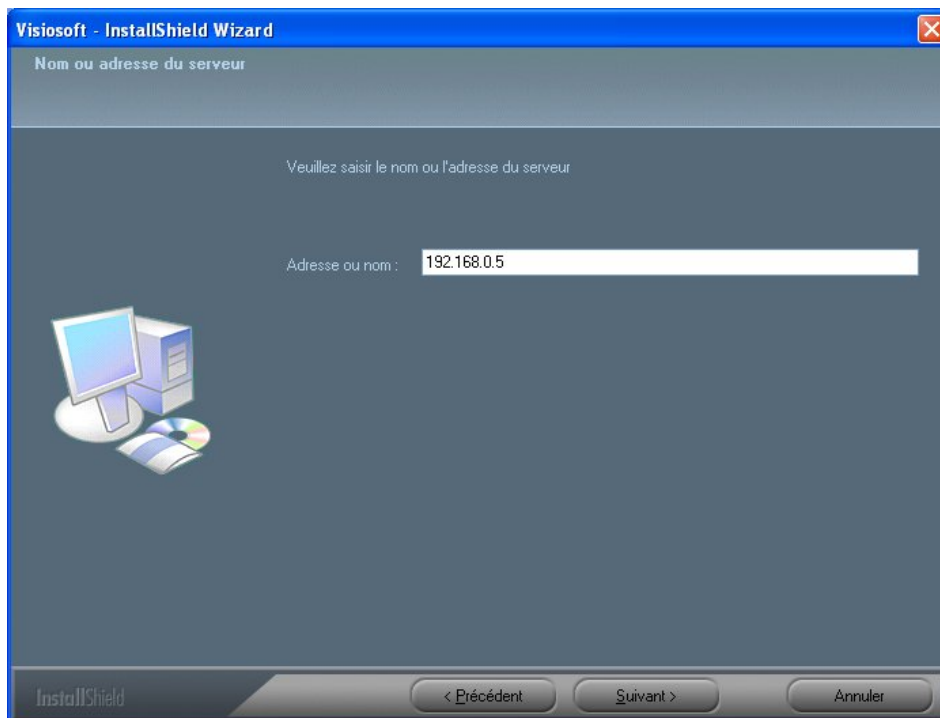 Visiosoft - InstallShield Wizard
Nom ou adresse du serveur
Veuillez saisir le nom ou l'adresse du serveur
Adresse ou nom : 192.168.0.5
InstallShield
< Précédent Suivant > Annuler